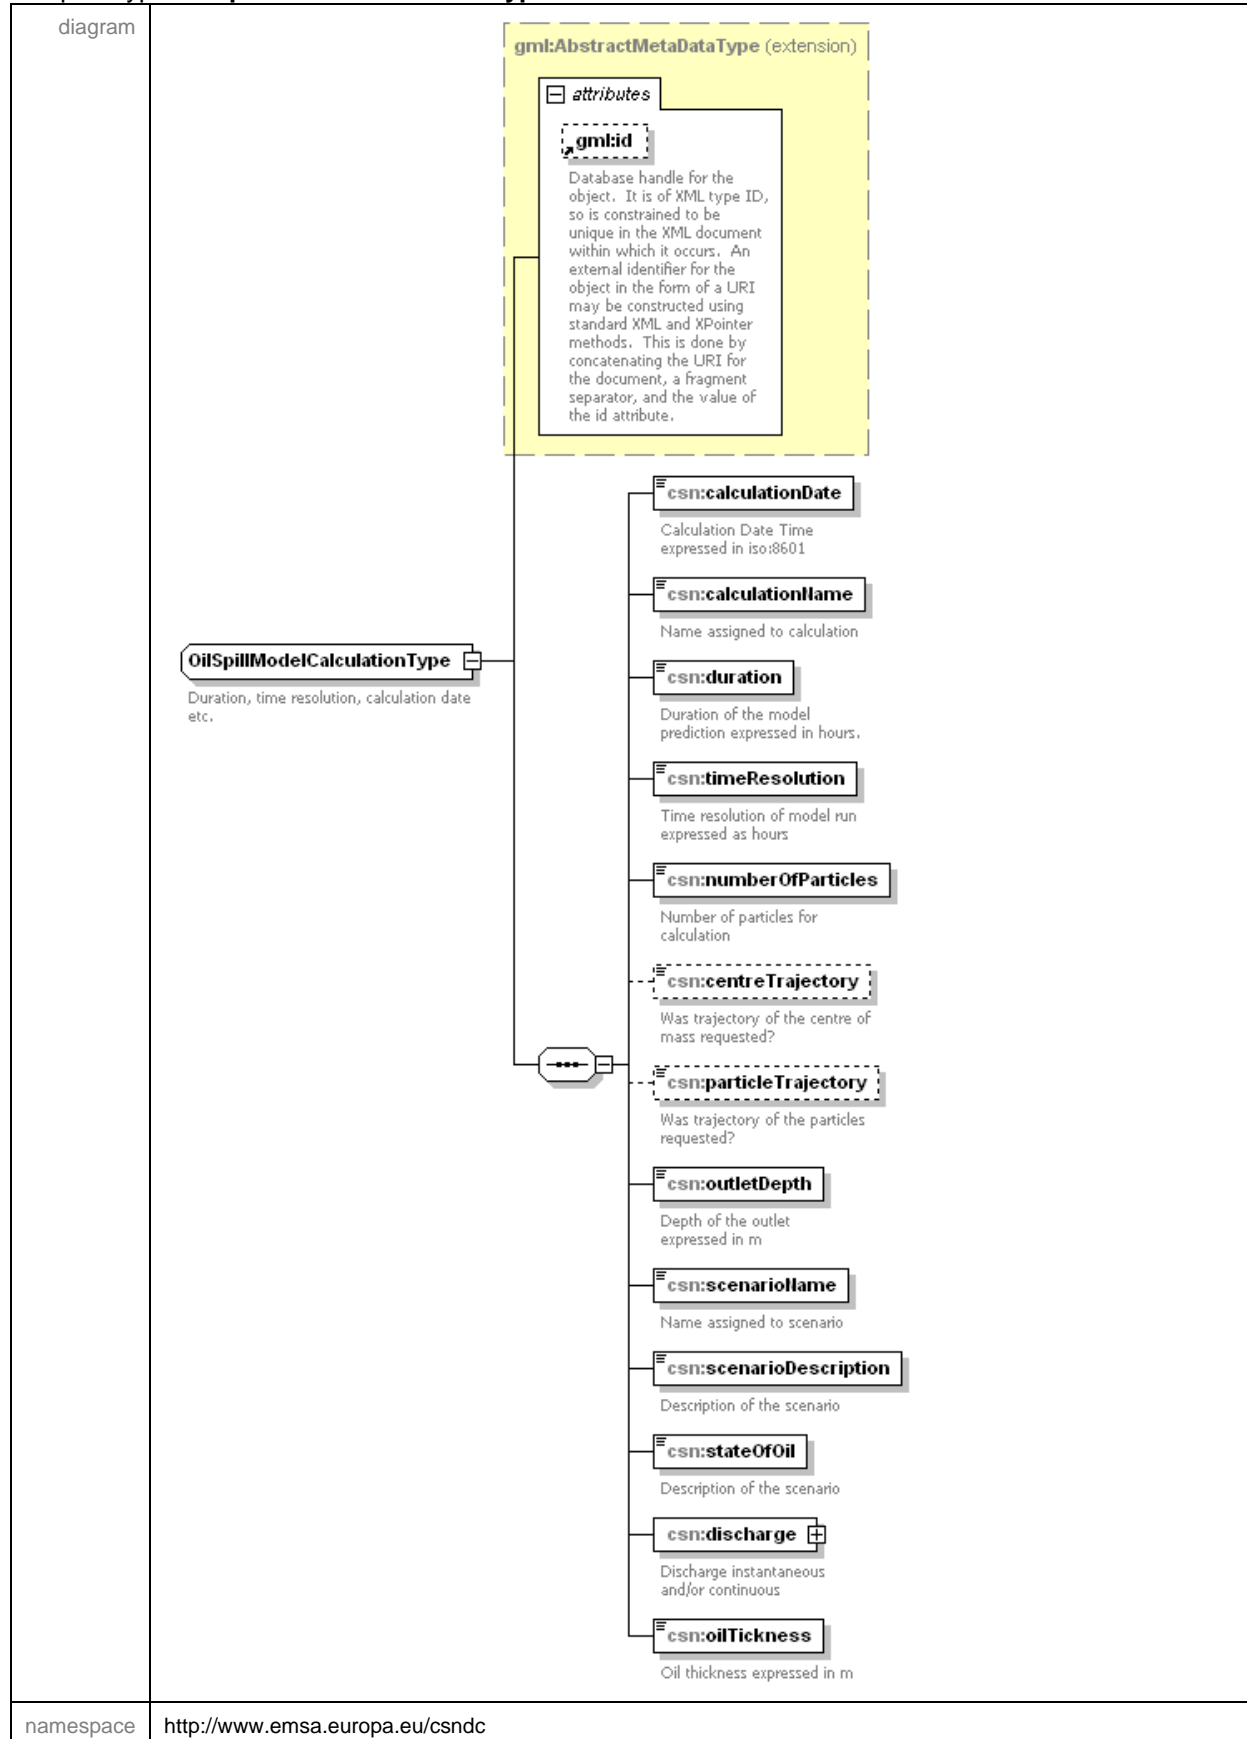 diagram
gml:AbstractMetaDataType (extension)
attributes
gml:id
Database handle for the
object. It is of XML type ID,
so is constrained to be
unique in the XML document
within which it occurs. An
external identifier for the
object in the form of a URI
may be constructed using
standard XML and XPointer
methods. This is done by
concatenating the URI for
the document, a fragment
separator, and the value of
the id attribute.
OilSpillModelCalculationType
Duration, time resolution, calculation date
etc.
csn:calculationDate
Calculation Date Time
expressed in iso:8601
csn:calculationName
Name assigned to calculation
csn:duration
Duration of the model
prediction expressed in hours.
csn:timeResolution
Time resolution of model run
expressed as hours
csn:numberOfParticles
Number of particles for
calculation
csn:centreTrajectory
Was trajectory of the centre of
mass requested?
csn:particleTrajectory
Was trajectory of the particles
requested?
csn:outletDepth
Depth of the outlet
expressed in m
csn:scenarioName
Name assigned to scenario
csn:scenarioDescription
Description of the scenario
csn:stateOfOil
Description of the scenario
csn:discharge
Discharge instantaneous
and/or continuous
csn:oilTickness
Oil thickness expressed in m
namespace
http://www.emsa.europa.eu/csndc